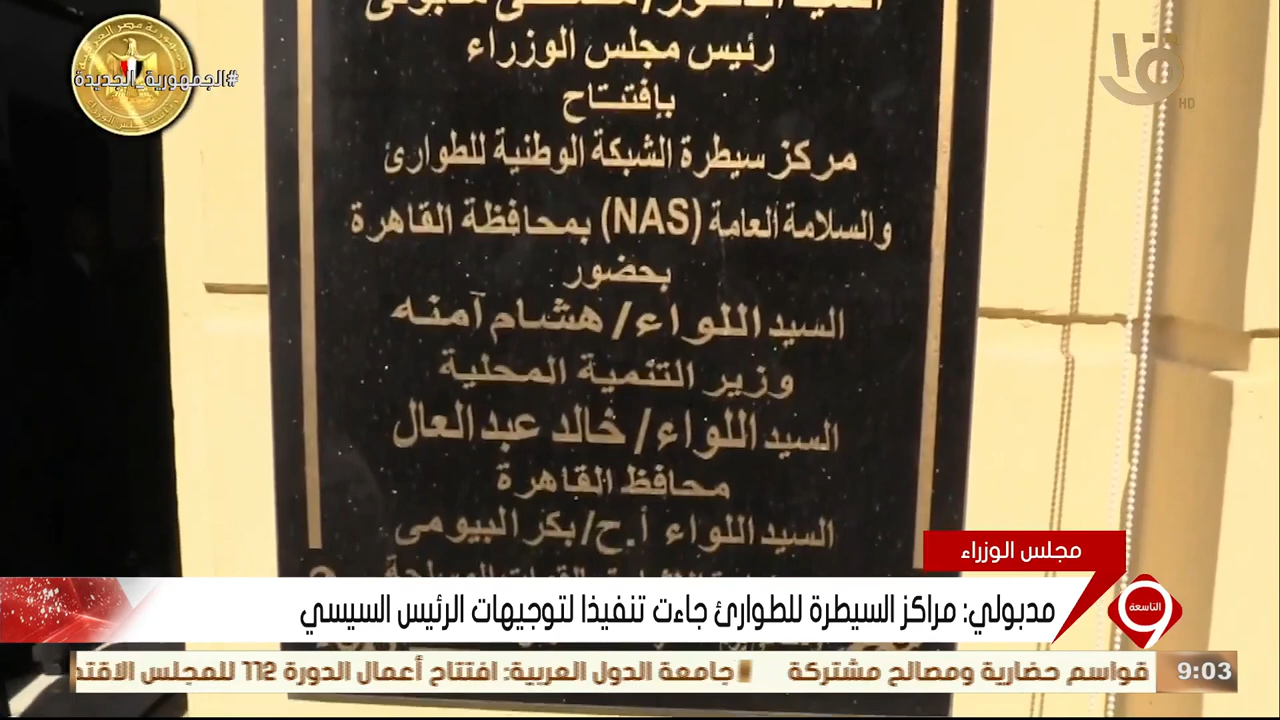 #الجمهورية_الجديدة
HD
رئيس مجلس الوزراء
بإفتتاح
مركز سيطرة الشبكة الوطنية للطوارئ
والسلامة العامة (NAS) بمحافظة القاهرة
بحضور
السيد اللواء/ هشام آمنه
وزير التنمية المحلية
السيد اللواء/ خالد عبد العال
محافظ القاهرة
السيد اللواء أ.ح/ بكر البيومى
مجلس الوزراء
مدبولي: مراكز السيطرة للطوارئ جاءت تنفيذا لتوجيهات الرئيس السيسي
التاسعة
9
9:03
قواسم حضارية ومصالح مشتركة
جامعة الدول العربية: افتتاح أعمال الدورة 112 للمجلس